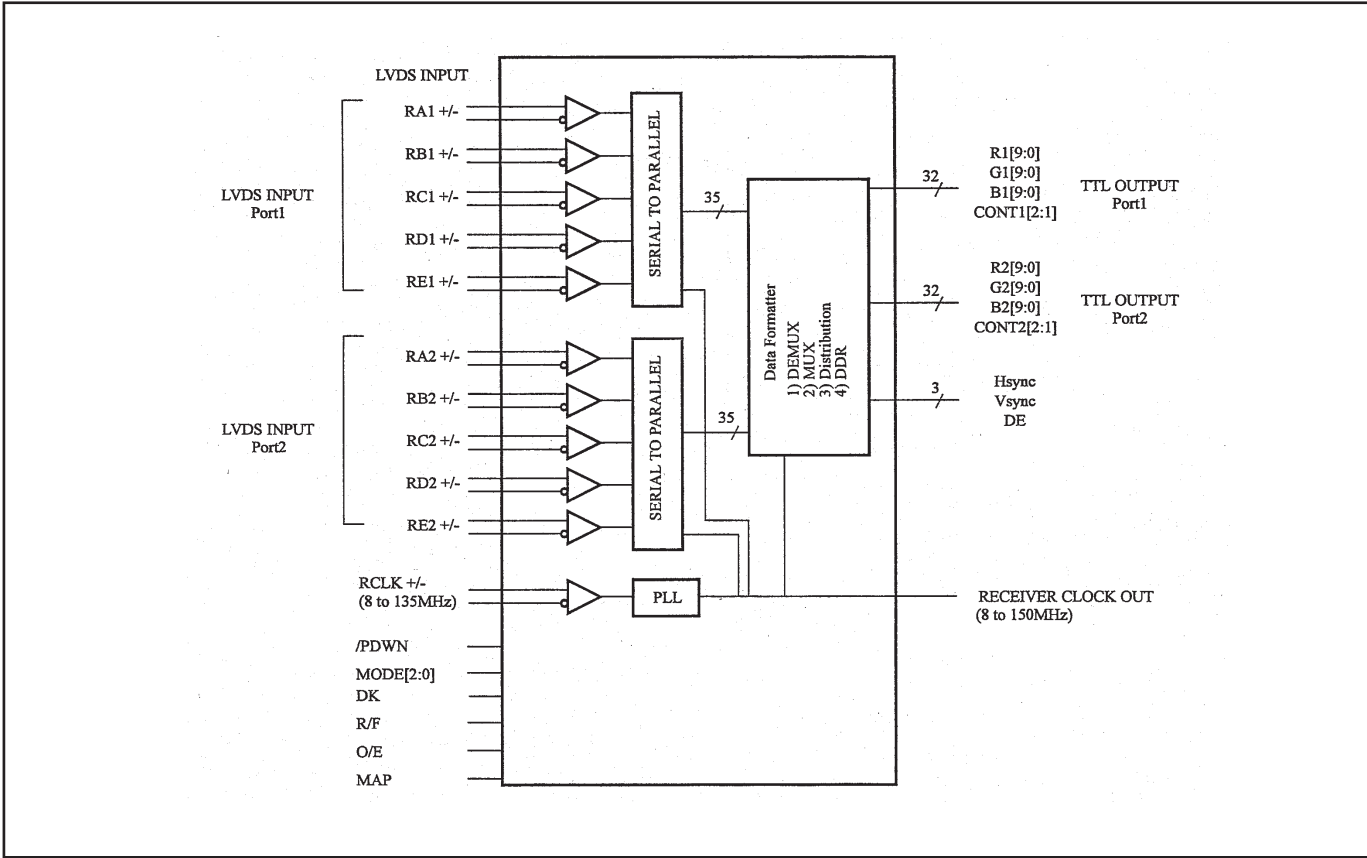 LVDS INPUT
RA1 +/-
RB1 +/-
RC1 +/-
RD1 +/-
RE1 +/-
LVDS INPUT
Port1
RA2 +/-
RB2 +/-
RC2 +/-
RD2 +/-
RE2 +/-
LVDS INPUT
Port2
RCLK +/-
(8 to 135MHz)
/PDWN
MODE[2:0]
DK
R/F
O/E
MAP
SERIAL TO PARALLEL
SERIAL TO PARALLEL
PLL
35
35
Data Formatter
1) DEMUX
2) MUX
3) Distribution
4) DDR
32
R1[9:0]
G1[9:0]
B1[9:0]
CONT1[2:1]
TTL OUTPUT
Port1
32
R2[9:0]
G2[9:0]
B2[9:0]
CONT2[2:1]
TTL OUTPUT
Port2
3
Hsync
Vsync
DE
RECEIVER CLOCK OUT
(8 to 150MHz)